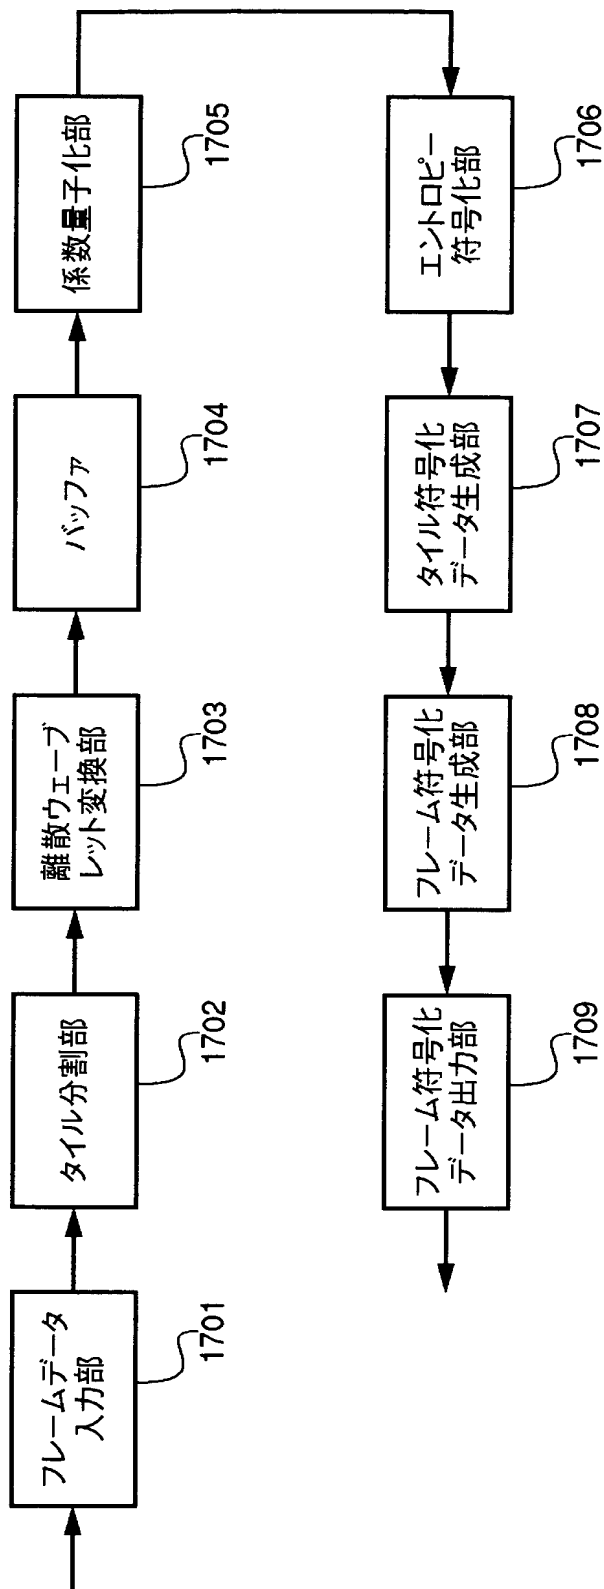 フレームデータ
入力部
1701
タイル分割部
1702
離散ウェーブ
レット変換部
1703
バッファ
1704
係数量子化部
1705
エントロピー
符号化部
1706
タイル符号化
データ生成部
1707
フレーム符号化
データ生成部
1708
フレーム符号化
データ出力部
1709